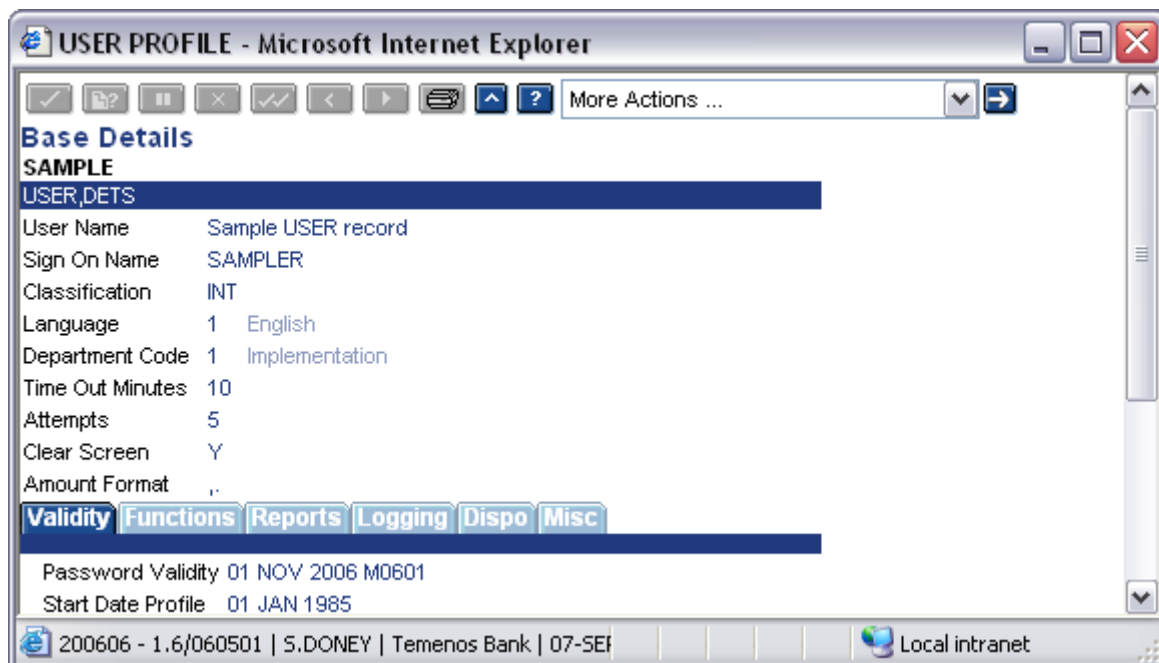 USER PROFILE - Microsoft Internet Explorer
More Actions ...
Base Details
SAMPLE
USER,DETS
User Name Sample USER record
Sign On Name SAMPLER
Classification INT
Language 1 English
Department Code 1 Implementation
Time Out Minutes 10
Attempts 5
Clear Screen Y
Amount Format ,.
Validity Functions Reports Logging Dispo Misc
Password Validity 01 NOV 2006 M0601
Start Date Profile 01 JAN 1985
200606 - 1.6/060501 | S.DONEY | Temenos Bank | 07-SEP Local intranet